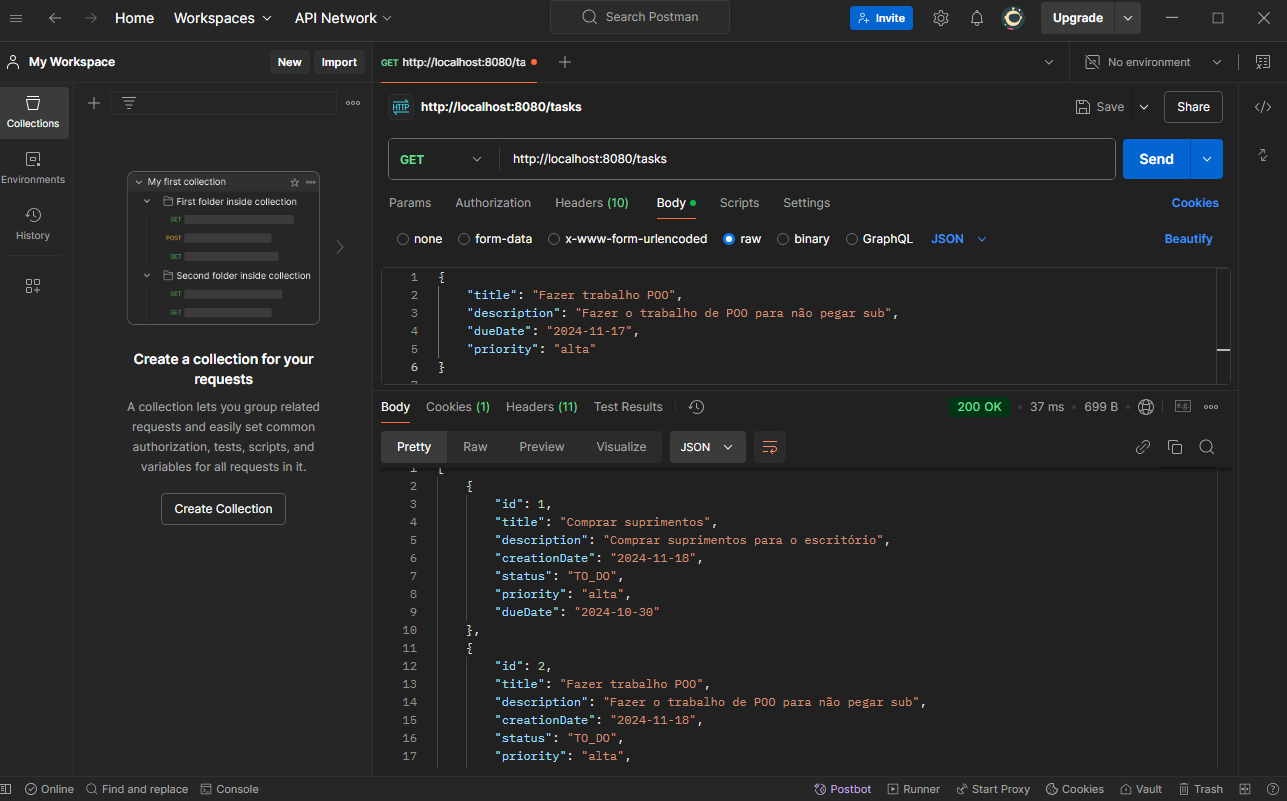 Home Workspaces API Network Search Postman Invite Upgrade
My Workspace New Import GET http://localhost:8080/ta No environment
Collections
Environments
History
My first collection
First folder inside collection
GET
POST
GET
Second folder inside collection
GET
GET
Create a collection for your
requests
A collection lets you group related
requests and easily set common
authorization, tests, scripts, and
variables for all requests in it.
Create Collection
HTTP http://localhost:8080/tasks Save Share
GET http://localhost:8080/tasks Send
Params Authorization Headers (10) Body Scripts Settings Cookies
none form-data x-www-form-urlencoded raw binary GraphQL JSON Beautify
1 {
2 "title": "Fazer trabalho POO",
3 "description": "Fazer o trabalho de POO para não pegar sub",
4 "dueDate": "2024-11-17",
5 "priority": "alta"
6 }
Body Cookies (1) Headers (11) Test Results 200 OK 37 ms 699 B e.g.
Pretty Raw Preview Visualize JSON
1 [
2 {
3 "id": 1,
4 "title": "Comprar suprimentos",
5 "description": "Comprar suprimentos para o escritório",
6 "creationDate": "2024-11-18",
7 "status": "TO_DO",
8 "priority": "alta",
9 "dueDate": "2024-10-30"
10 },
11 {
12 "id": 2,
13 "title": "Fazer trabalho POO",
14 "description": "Fazer o trabalho de POO para não pegar sub",
15 "creationDate": "2024-11-18",
16 "status": "TO_DO",
17 "priority": "alta",
Online Find and replace Console Postbot Runner Start Proxy Cookies Vault Trash